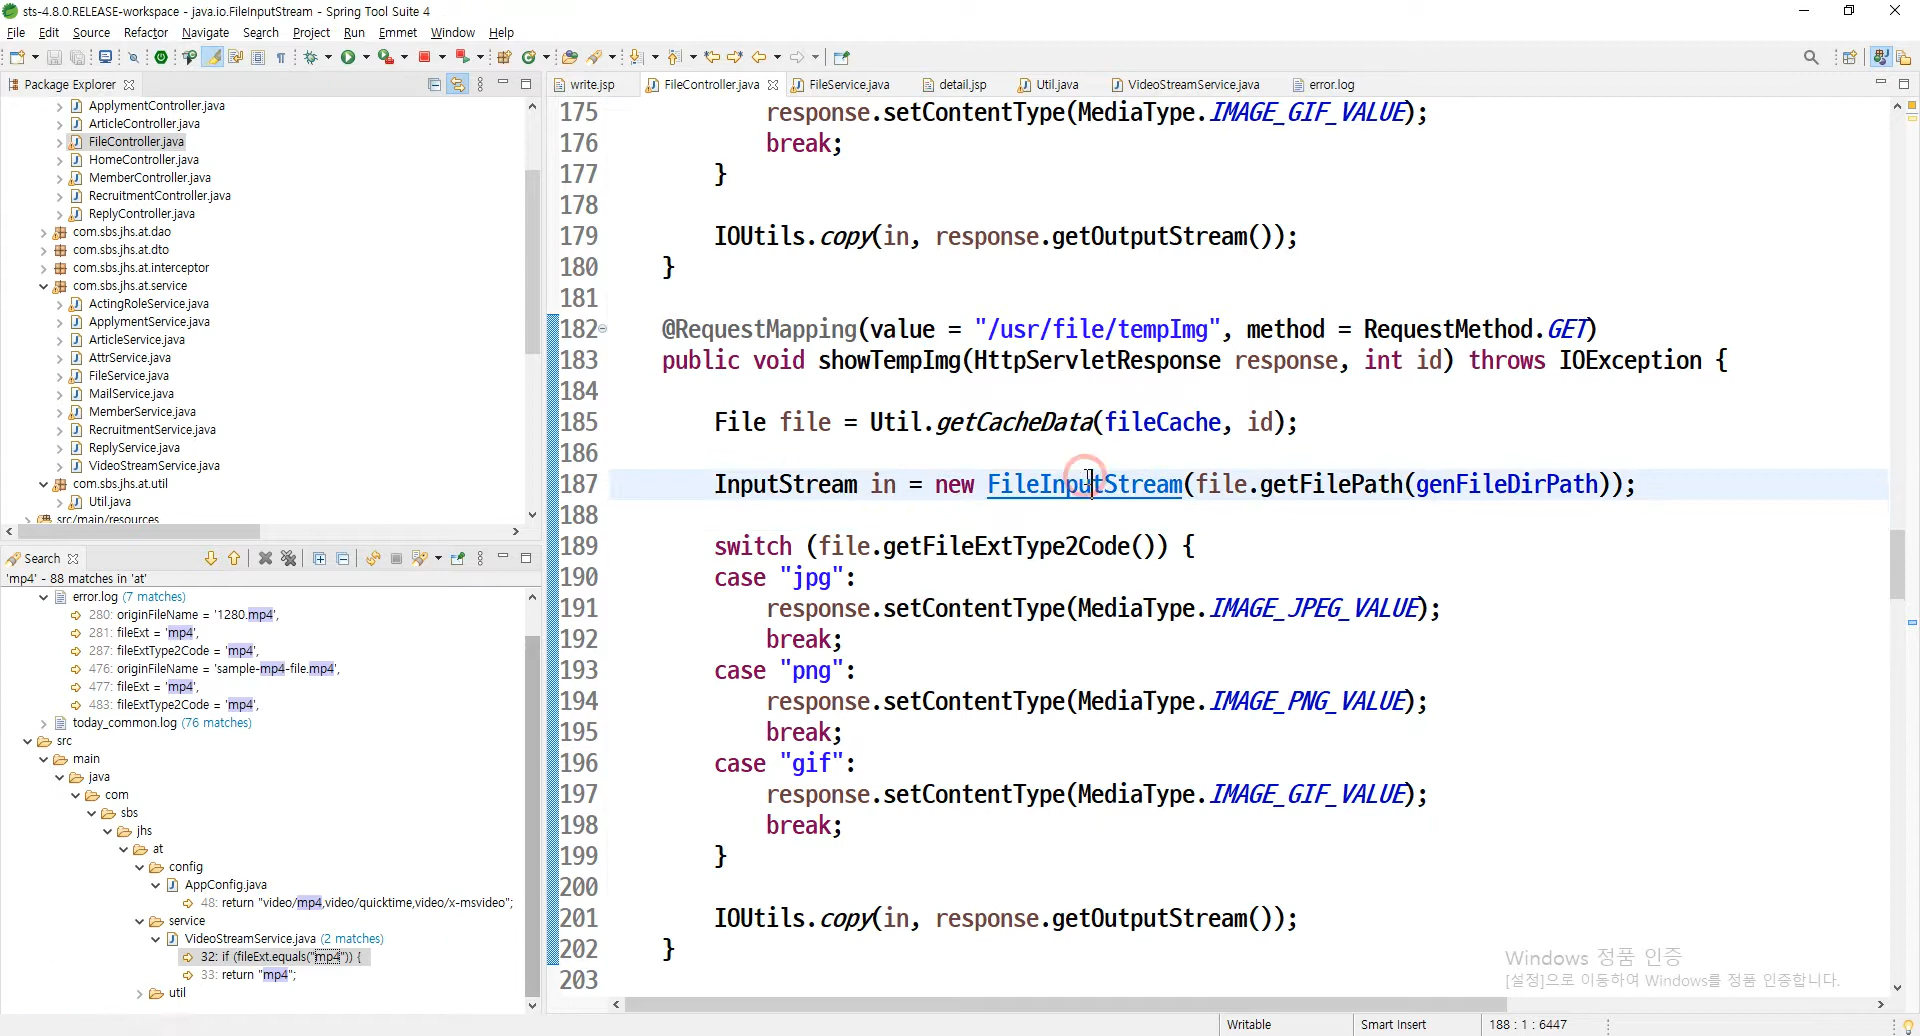 sts-4.8.0.RELEASE-workspace - java.io.FileInputStream - Spring Tool Suite 4
File Edit Source Refactor Navigate Search Project Run Emmet Window Help
Package Explorer
write.jsp FileController.java FileService.java detail.jsp Util.java VideoStreamService.java error.log
ApplymentController.java
ArticleController.java
FileController.java
HomeController.java
MemberController.java
RecruitmentController.java
ReplyController.java
com.sbs.jhs.at.dao
com.sbs.jhs.at.dto
com.sbs.jhs.at.interceptor
com.sbs.jhs.at.service
ActingRoleService.java
ApplymentService.java
ArticleService.java
AttrService.java
FileService.java
MailService.java
MemberService.java
RecruitmentService.java
ReplyService.java
VideoStreamService.java
com.sbs.jhs.at.util
Util.java
src/main/resources
Search
'mp4' - 88 matches in 'at'
error.log (7 matches)
280: originFileName = '1280.mp4',
281: fileExt = 'mp4',
287: fileExtType2Code = 'mp4',
476: originFileName = 'sample-mp4-file.mp4',
477: fileExt = 'mp4',
483: fileExtType2Code = 'mp4',
today_common.log (76 matches)
src
main
java
com
sbs
jhs
at
config
AppConfig.java
48: return "video/mp4,video/quicktime,video/x-msvideo";
service
VideoStreamService.java (2 matches)
32: if (fileExt.equals("mp4")) {
33: return "mp4";
util
175 response.setContentType(MediaType.IMAGE_GIF_VALUE);
176 break;
177 }
178
179 IOUtils.copy(in, response.getOutputStream());
180 }
181
182 @RequestMapping(value = "/usr/file/tempImg", method = RequestMethod.GET)
183 public void showTempImg(HttpServletResponse response, int id) throws IOException {
184
185 File file = Util.getCacheData(fileCache, id);
186
187 InputStream in = new FileInputStream(file.getFilePath(genFileDirPath));
188
189 switch (file.getFileExtType2Code()) {
190 case "jpg":
191 response.setContentType(MediaType.IMAGE_JPEG_VALUE);
192 break;
193 case "png":
194 response.setContentType(MediaType.IMAGE_PNG_VALUE);
195 break;
196 case "gif":
197 response.setContentType(MediaType.IMAGE_GIF_VALUE);
198 break;
199 }
200
201 IOUtils.copy(in, response.getOutputStream());
202 }
203
Windows 정품 인증
[설정]으로 이동하여 Windows를 정품 인증합니다.
Writable Smart Insert 188 : 1 : 6447